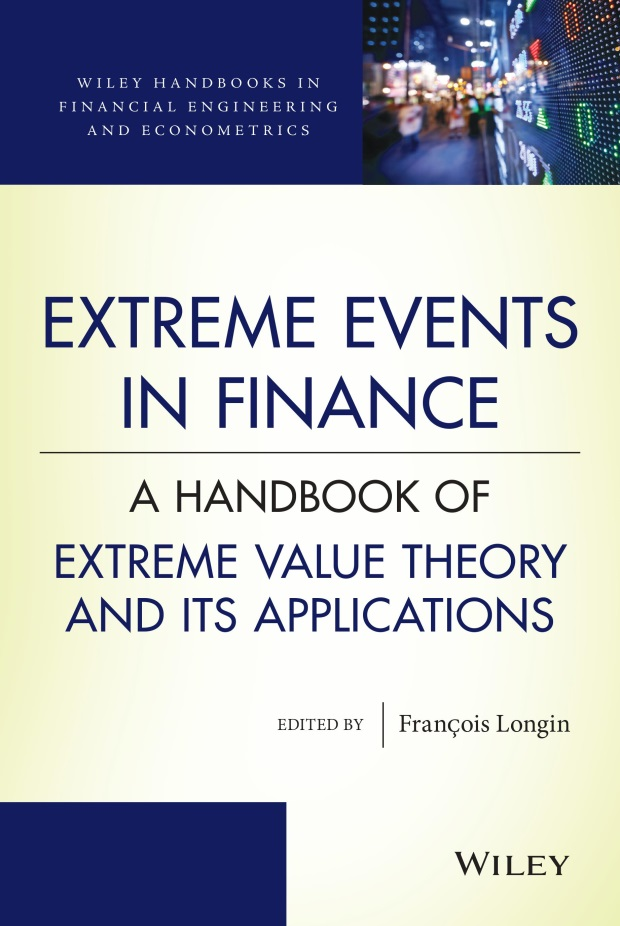 WILEY HANDBOOKS IN
FINANCIAL ENGINEERING
AND ECONOMETRICS
EXTREME EVENTS
IN FINANCE
A HANDBOOK OF
EXTREME VALUE THEORY
AND ITS APPLICATIONS
EDITED BY François Longin
WILEY